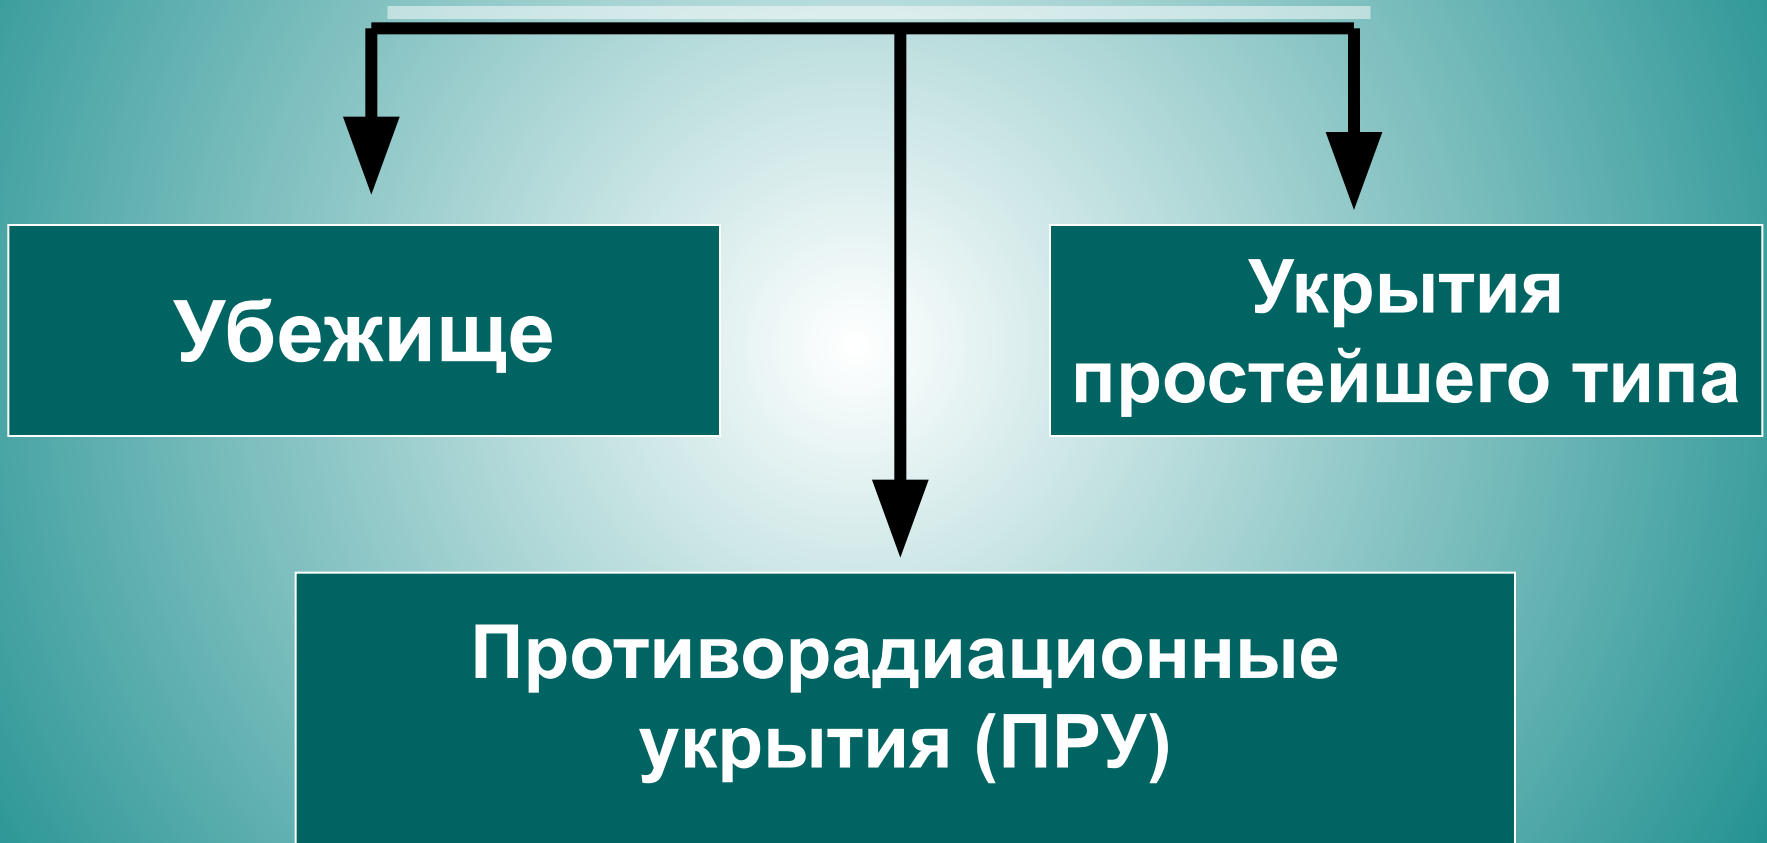 Убежище
Укрытия
простейшего типа
Противорадиационные
укрытия (ПРУ)